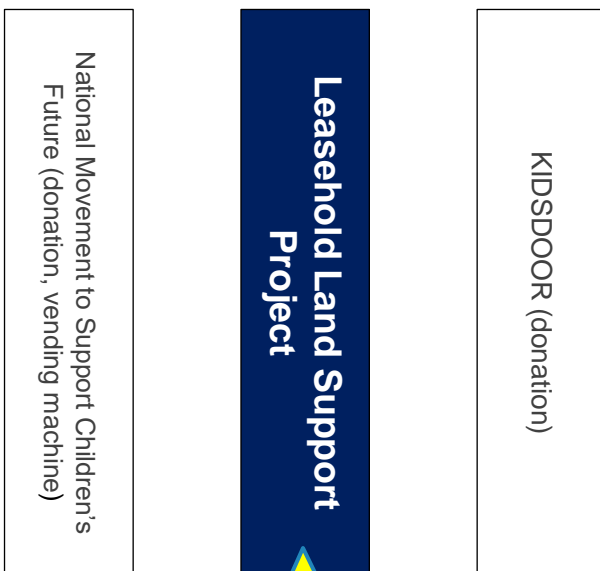 National Movement to Support Children's
Future (donation, vending machine)
Leasehold Land Support
Project
KIDSDOOR (donation)